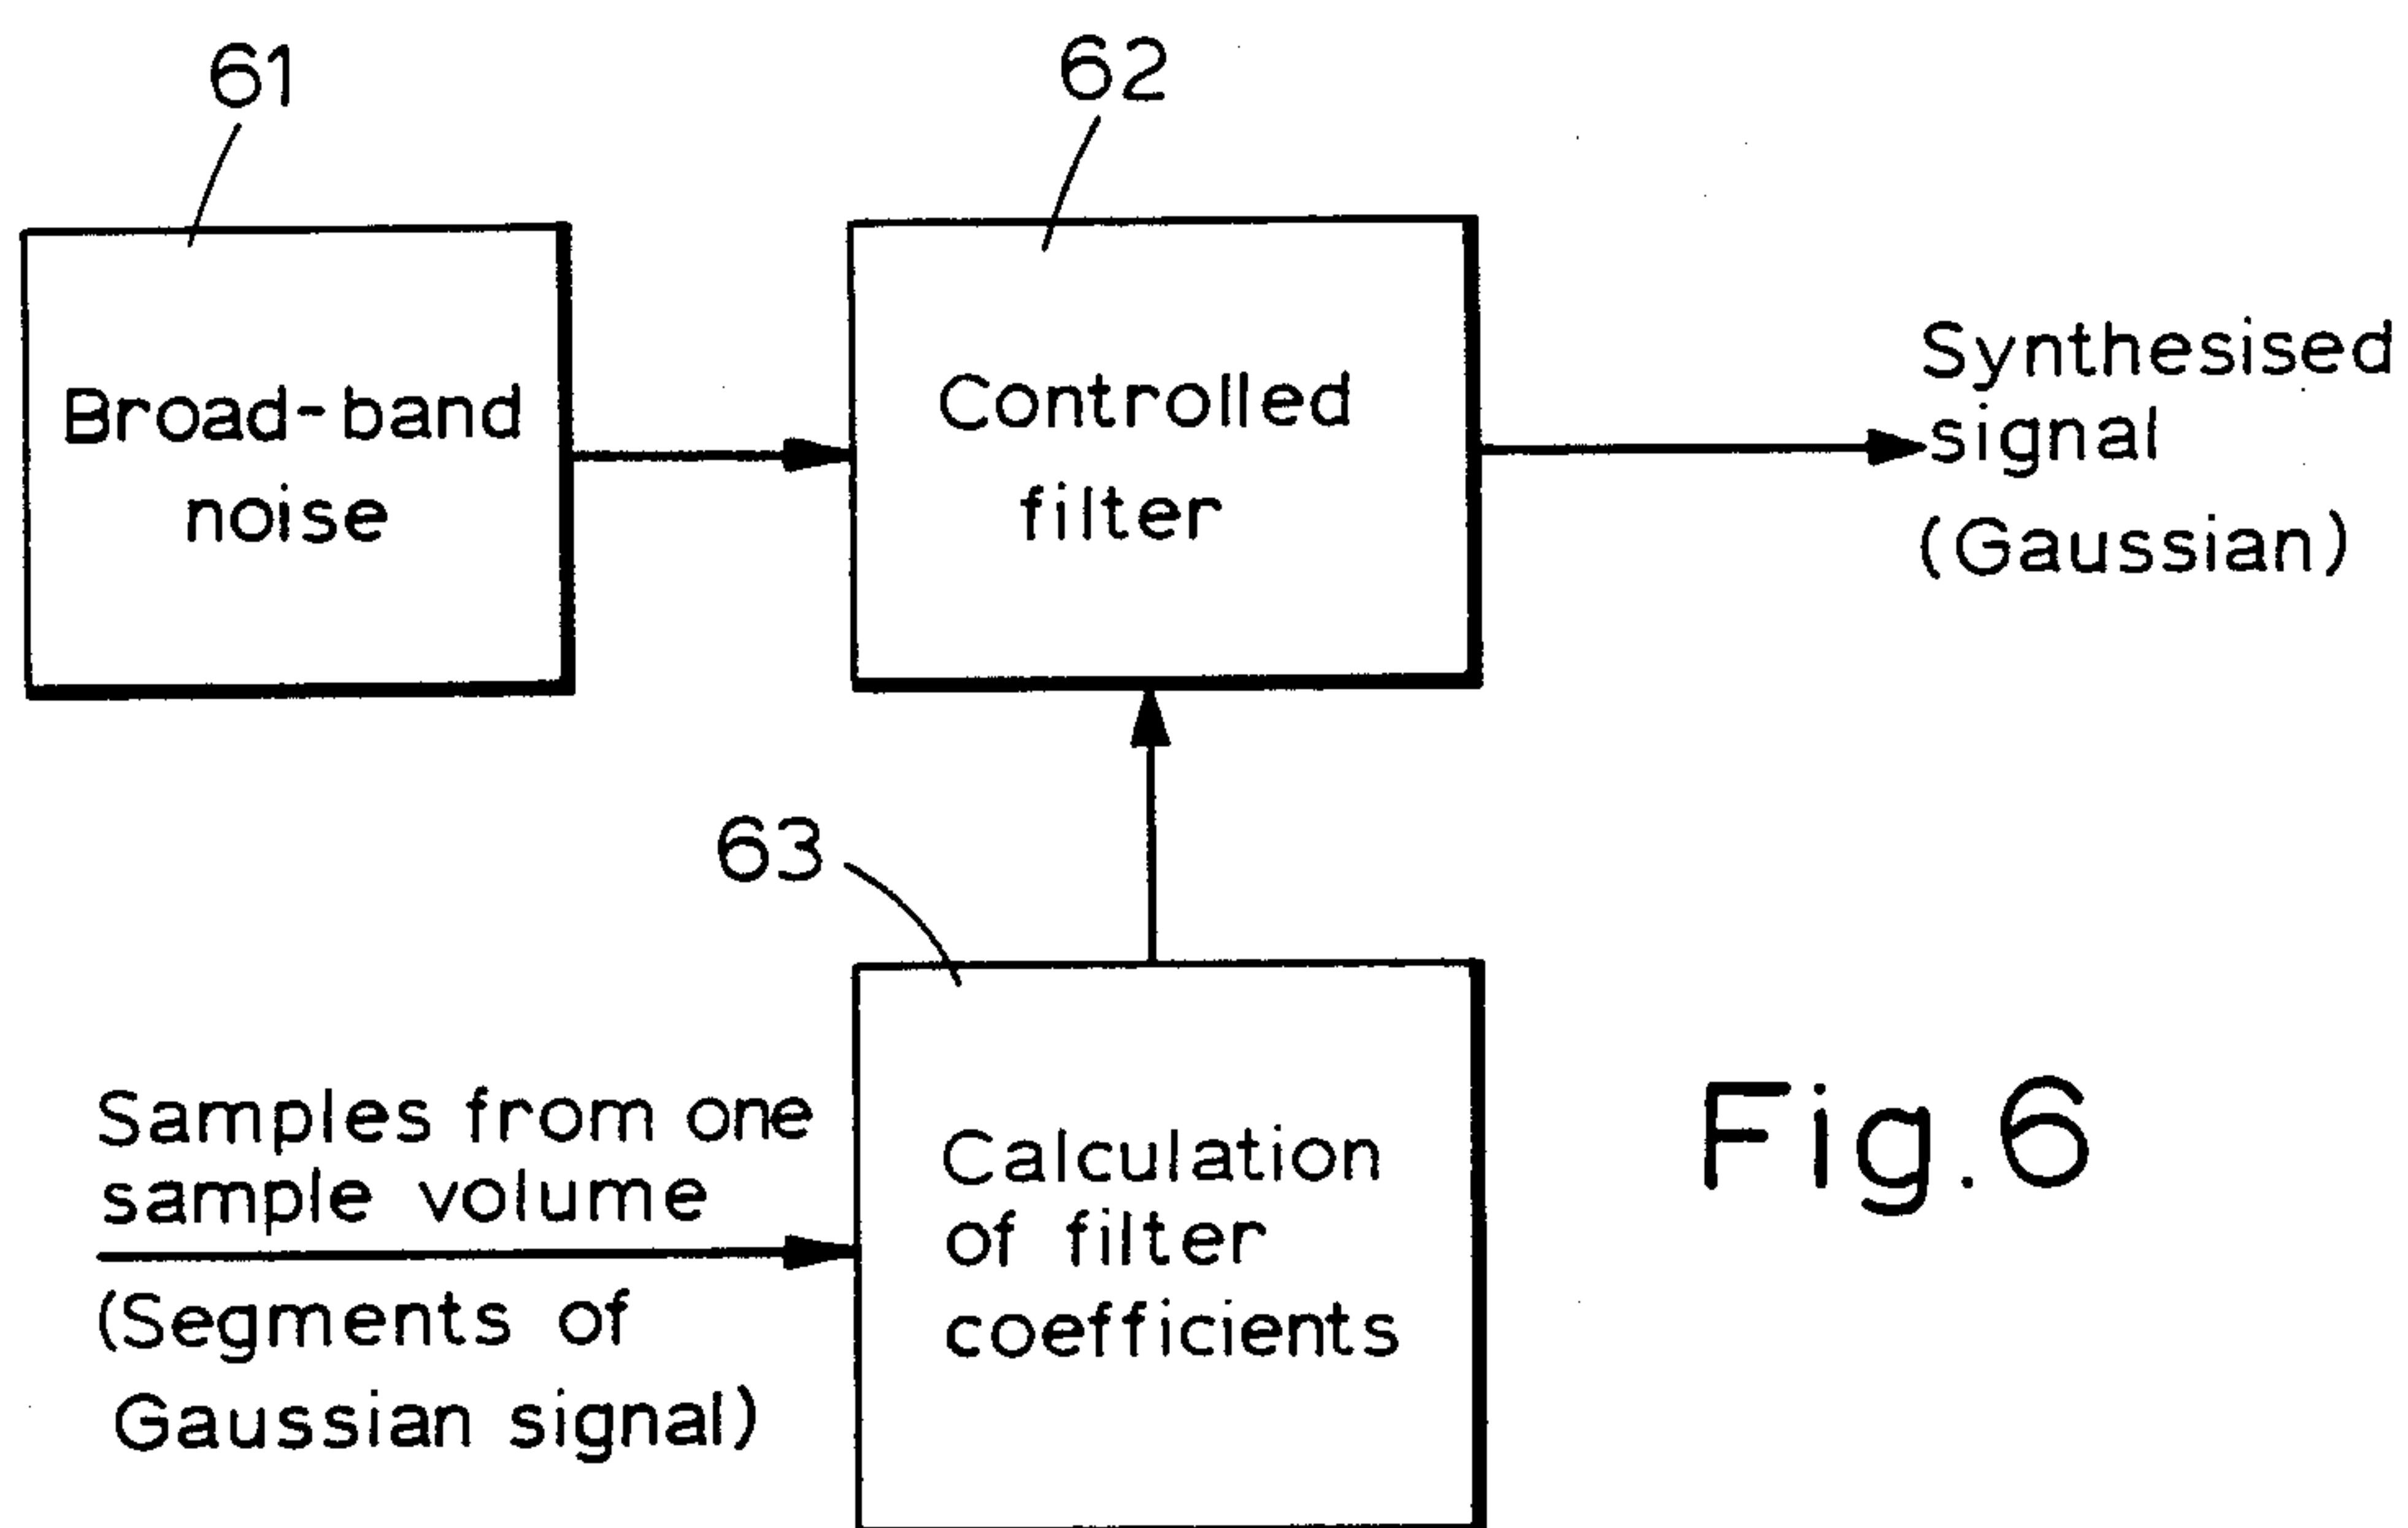 61
62
Broad-band
noise
Controlled
filter
Synthesised
signal
(Gaussian)
63
Samples from one
sample volume
(Segments of
Gaussian signal)
Calculation
of filter
coefficients
Fig.6